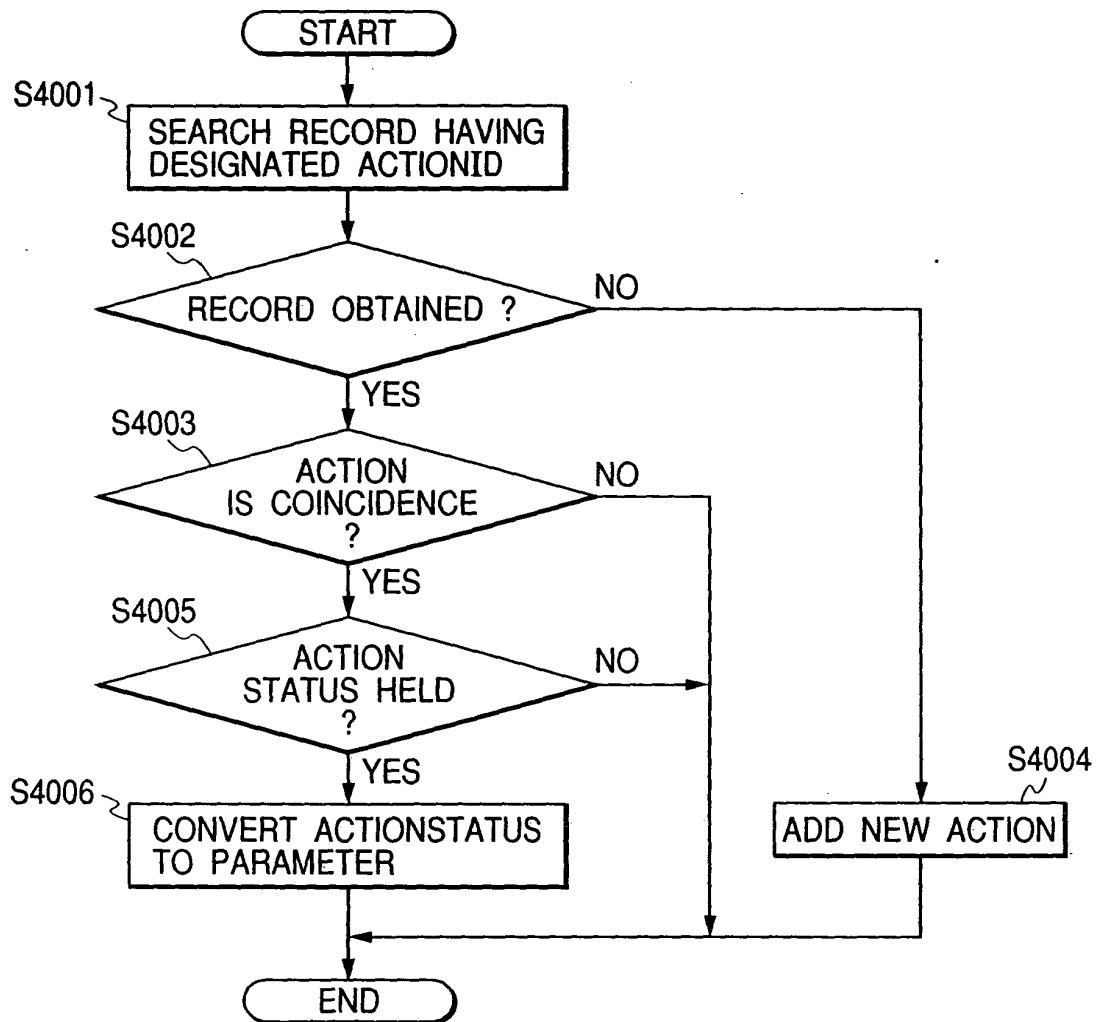 START
S4001
SEARCH RECORD HAVING
DESIGNATED ACTIONID
S4002
RECORD OBTAINED ?
NO
YES
S4003
ACTION
IS COINCIDENCE
?
NO
YES
S4005
ACTION
STATUS HELD
?
NO
YES
S4004
ADD NEW ACTION
S4006
CONVERT ACTIONSTATUS
TO PARAMETER
END